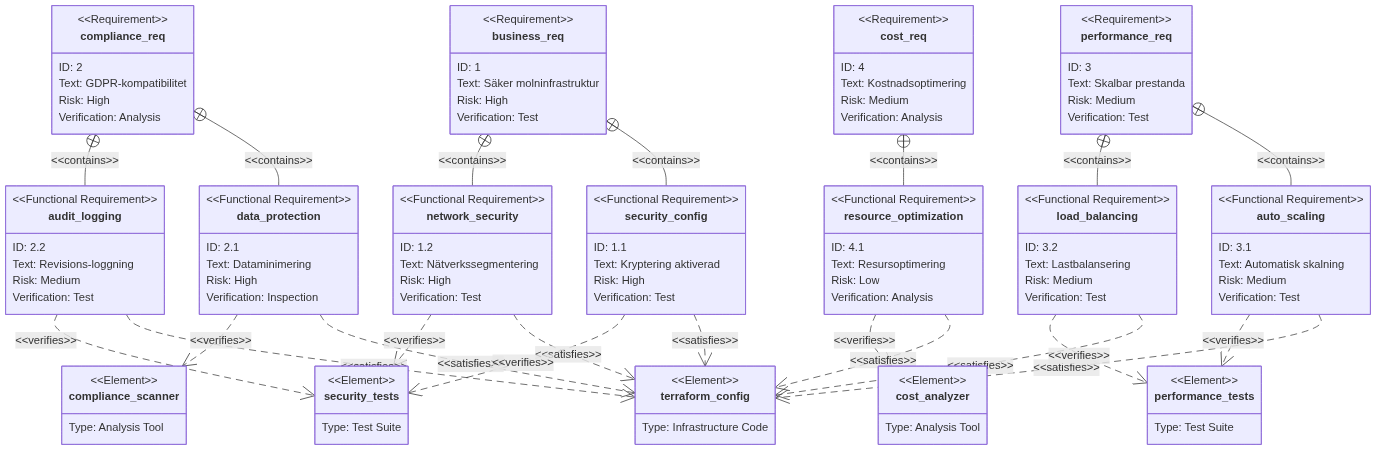 <<Requirement>>
compliance_req
ID: 2
Text: GDPR-kompatibilitet
Risk: High
Verification: Analysis
<<Requirement>>
business_req
ID: 1
Text: Säker molninfrastruktur
Risk: High
Verification: Test
<<Requirement>>
cost_req
ID: 4
Text: Kostnadsoptimering
Risk: Medium
Verification: Analysis
<<Requirement>>
performance_req
ID: 3
Text: Skalbar prestanda
Risk: Medium
Verification: Test
<<contains>>
<<contains>>
<<contains>>
<<contains>>
<<contains>>
<<contains>>
<<contains>>
<<Functional Requirement>>
audit_logging
ID: 2.2
Text: Revisions-loggning
Risk: Medium
Verification: Test
<<Functional Requirement>>
data_protection
ID: 2.1
Text: Dataminimering
Risk: High
Verification: Inspection
<<Functional Requirement>>
network_security
ID: 1.2
Text: Nätverkssegmentering
Risk: High
Verification: Test
<<Functional Requirement>>
security_config
ID: 1.1
Text: Kryptering aktiverad
Risk: High
Verification: Test
<<Functional Requirement>>
resource_optimization
ID: 4.1
Text: Resursoptimering
Risk: Low
Verification: Analysis
<<Functional Requirement>>
load_balancing
ID: 3.2
Text: Lastbalansering
Risk: Medium
Verification: Test
<<Functional Requirement>>
auto_scaling
ID: 3.1
Text: Automatisk skalning
Risk: Medium
Verification: Test
<<verifies>>
<<verifies>>
<<verifies>>
<<satisfies>>
<<verifies>>
<<verifies>>
<<verifies>>
<<satisfies>>
<<satisfies>>
<<verifies>>
<<satisfies>>
<<satisfies>>
<<Element>>
compliance_scanner
Type: Analysis Tool
<<Element>>
security_tests
Type: Test Suite
<<Element>>
terraform_config
Type: Infrastructure Code
<<Element>>
cost_analyzer
Type: Analysis Tool
<<Element>>
performance_tests
Type: Test Suite